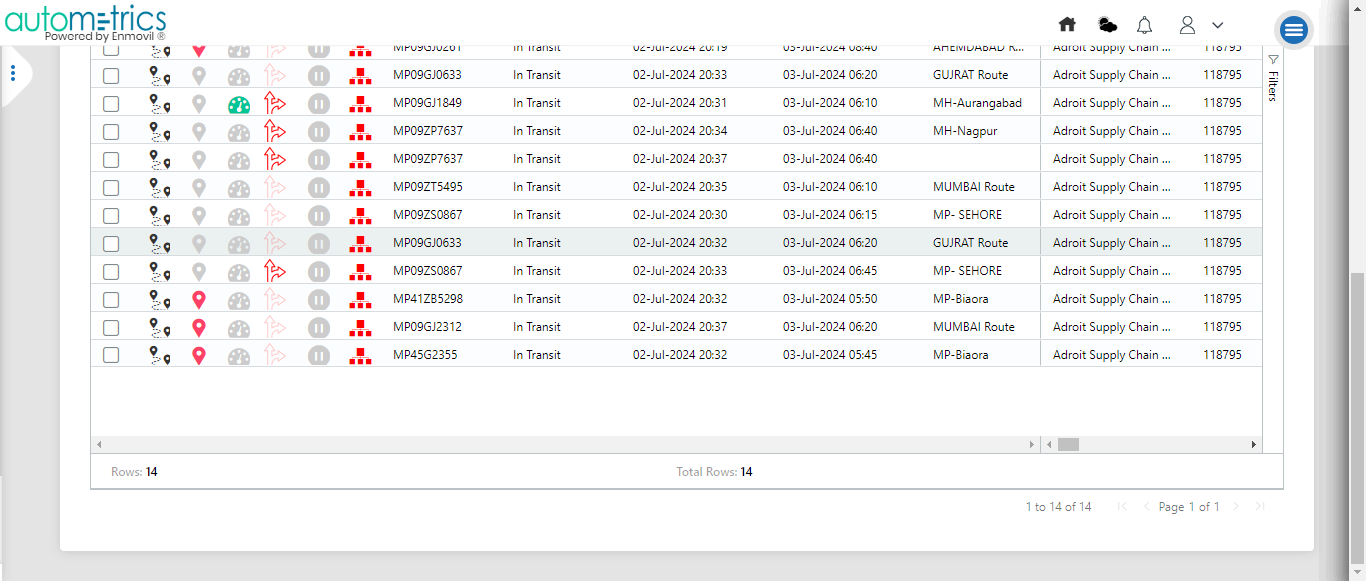 autometrics
Powered by Enmovil ®
MP09GJ0261 In Transit 02-Jul-2024 20:19 03-Jul-2024 08:40 AHEMDABAD R... Adroit Supply Chain ... 118795
MP09GJ0633 In Transit 02-Jul-2024 20:33 03-Jul-2024 06:20 GUJRAT Route Adroit Supply Chain ... 118795
MP09GJ1849 In Transit 02-Jul-2024 20:31 03-Jul-2024 06:10 MH-Aurangabad Adroit Supply Chain ... 118795
MP09ZP7637 In Transit 02-Jul-2024 20:34 03-Jul-2024 06:40 MH-Nagpur Adroit Supply Chain ... 118795
MP09ZP7637 In Transit 02-Jul-2024 20:37 03-Jul-2024 06:40 Adroit Supply Chain ... 118795
MP09ZT5495 In Transit 02-Jul-2024 20:35 03-Jul-2024 06:10 MUMBAI Route Adroit Supply Chain ... 118795
MP09ZS0867 In Transit 02-Jul-2024 20:30 03-Jul-2024 06:15 MP- SEHORE Adroit Supply Chain ... 118795
MP09GJ0633 In Transit 02-Jul-2024 20:32 03-Jul-2024 06:20 GUJRAT Route Adroit Supply Chain ... 118795
MP09ZS0867 In Transit 02-Jul-2024 20:33 03-Jul-2024 06:45 MP- SEHORE Adroit Supply Chain ... 118795
MP41ZB5298 In Transit 02-Jul-2024 20:32 03-Jul-2024 05:50 MP-Biaora Adroit Supply Chain ... 118795
MP09GJ2312 In Transit 02-Jul-2024 20:37 03-Jul-2024 06:20 MUMBAI Route Adroit Supply Chain ... 118795
MP45G2355 In Transit 02-Jul-2024 20:32 03-Jul-2024 05:45 MP-Biaora Adroit Supply Chain ... 118795
Filters
Rows: 14 Total Rows: 14
1 to 14 of 14 Page 1 of 1